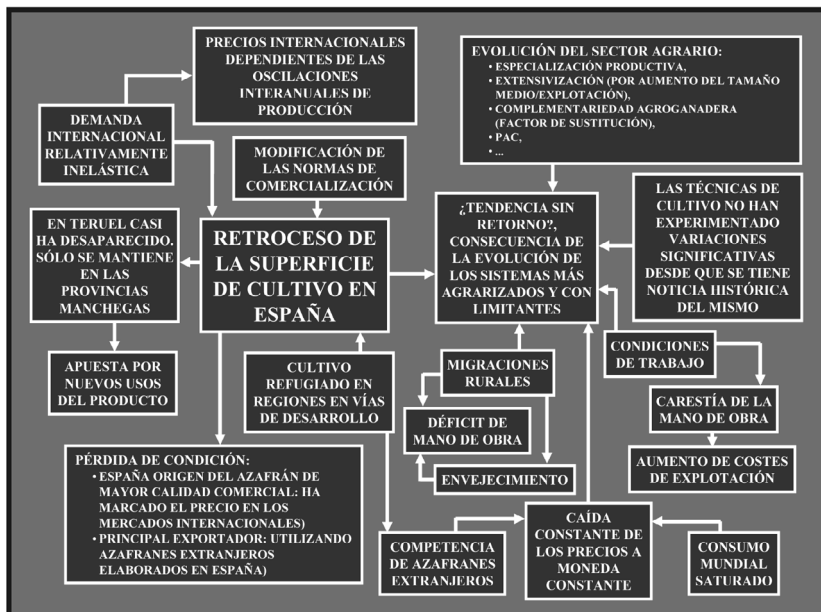 PRECIOS INTERNACIONALES
DEPENDIENTES DE LAS
OSCILACIONES
INTERANUALES DE
PRODUCCIÓN
EVOLUCIÓN DEL SECTOR AGRARIO:
• ESPECIALIZACIÓN PRODUCTIVA,
• EXTENSIVIZACIÓN (POR AUMENTO DEL TAMAÑO
MEDIO/EXPLOTACIÓN),
• COMPLEMENTARIEDAD AGROGANADERA
(FACTOR DE SUSTITUCIÓN),
• PAC,
• ...
DEMANDA
INTERNACIONAL
RELATIVAMENTE
INELÁSTICA
MODIFICACIÓN DE
LAS NORMAS DE
COMERCIALIZACIÓN
EN TERUEL CASI
HA DESAPARECIDO.
SÓLO SE MANTIENE
EN LAS
PROVINCIAS
MANCHEGAS
RETROCESO DE
LA SUPERFICIE
DE CULTIVO EN
ESPAÑA
¿TENDENCIA SIN
RETORNO?,
CONSECUENCIA DE
LA EVOLUCIÓN DE
LOS SISTEMAS MÁS
AGRARIZADOS Y CON
LIMITANTES
LAS TÉCNICAS DE
CULTIVO NO HAN
EXPERIMENTADO
VARIACIONES
SIGNIFICATIVAS
DESDE QUE SE TIENE
NOTICIA HISTÓRICA
DEL MISMO
APUESTA POR
NUEVOS USOS
DEL PRODUCTO
CULTIVO
REFUGIADO EN
REGIONES EN VÍAS
DE DESARROLLO
MIGRACIONES
RURALES
CONDICIONES
DE TRABAJO
DÉFICIT DE
MANO DE OBRA
CARESTÍA DE LA
MANO DE OBRA
ENVEJECIMIENTO
AUMENTO DE COSTES
DE EXPLOTACIÓN
PÉRDIDA DE CONDICIÓN:
• ESPAÑA ORIGEN DEL AZAFRÁN DE
MAYOR CALIDAD COMERCIAL: HA
MARCADO EL PRECIO EN LOS
MERCADOS INTERNACIONALES)
• PRINCIPAL EXPORTADOR: UTILIZANDO
AZAFRANES EXTRANJEROS
ELABORADOS EN ESPAÑA)
COMPETENCIA
DE AZAFRANES
EXTRANJEROS
CAÍDA
CONSTANTE DE
LOS PRECIOS A
MONEDA
CONSTANTE
CONSUMO
MUNDIAL
SATURADO